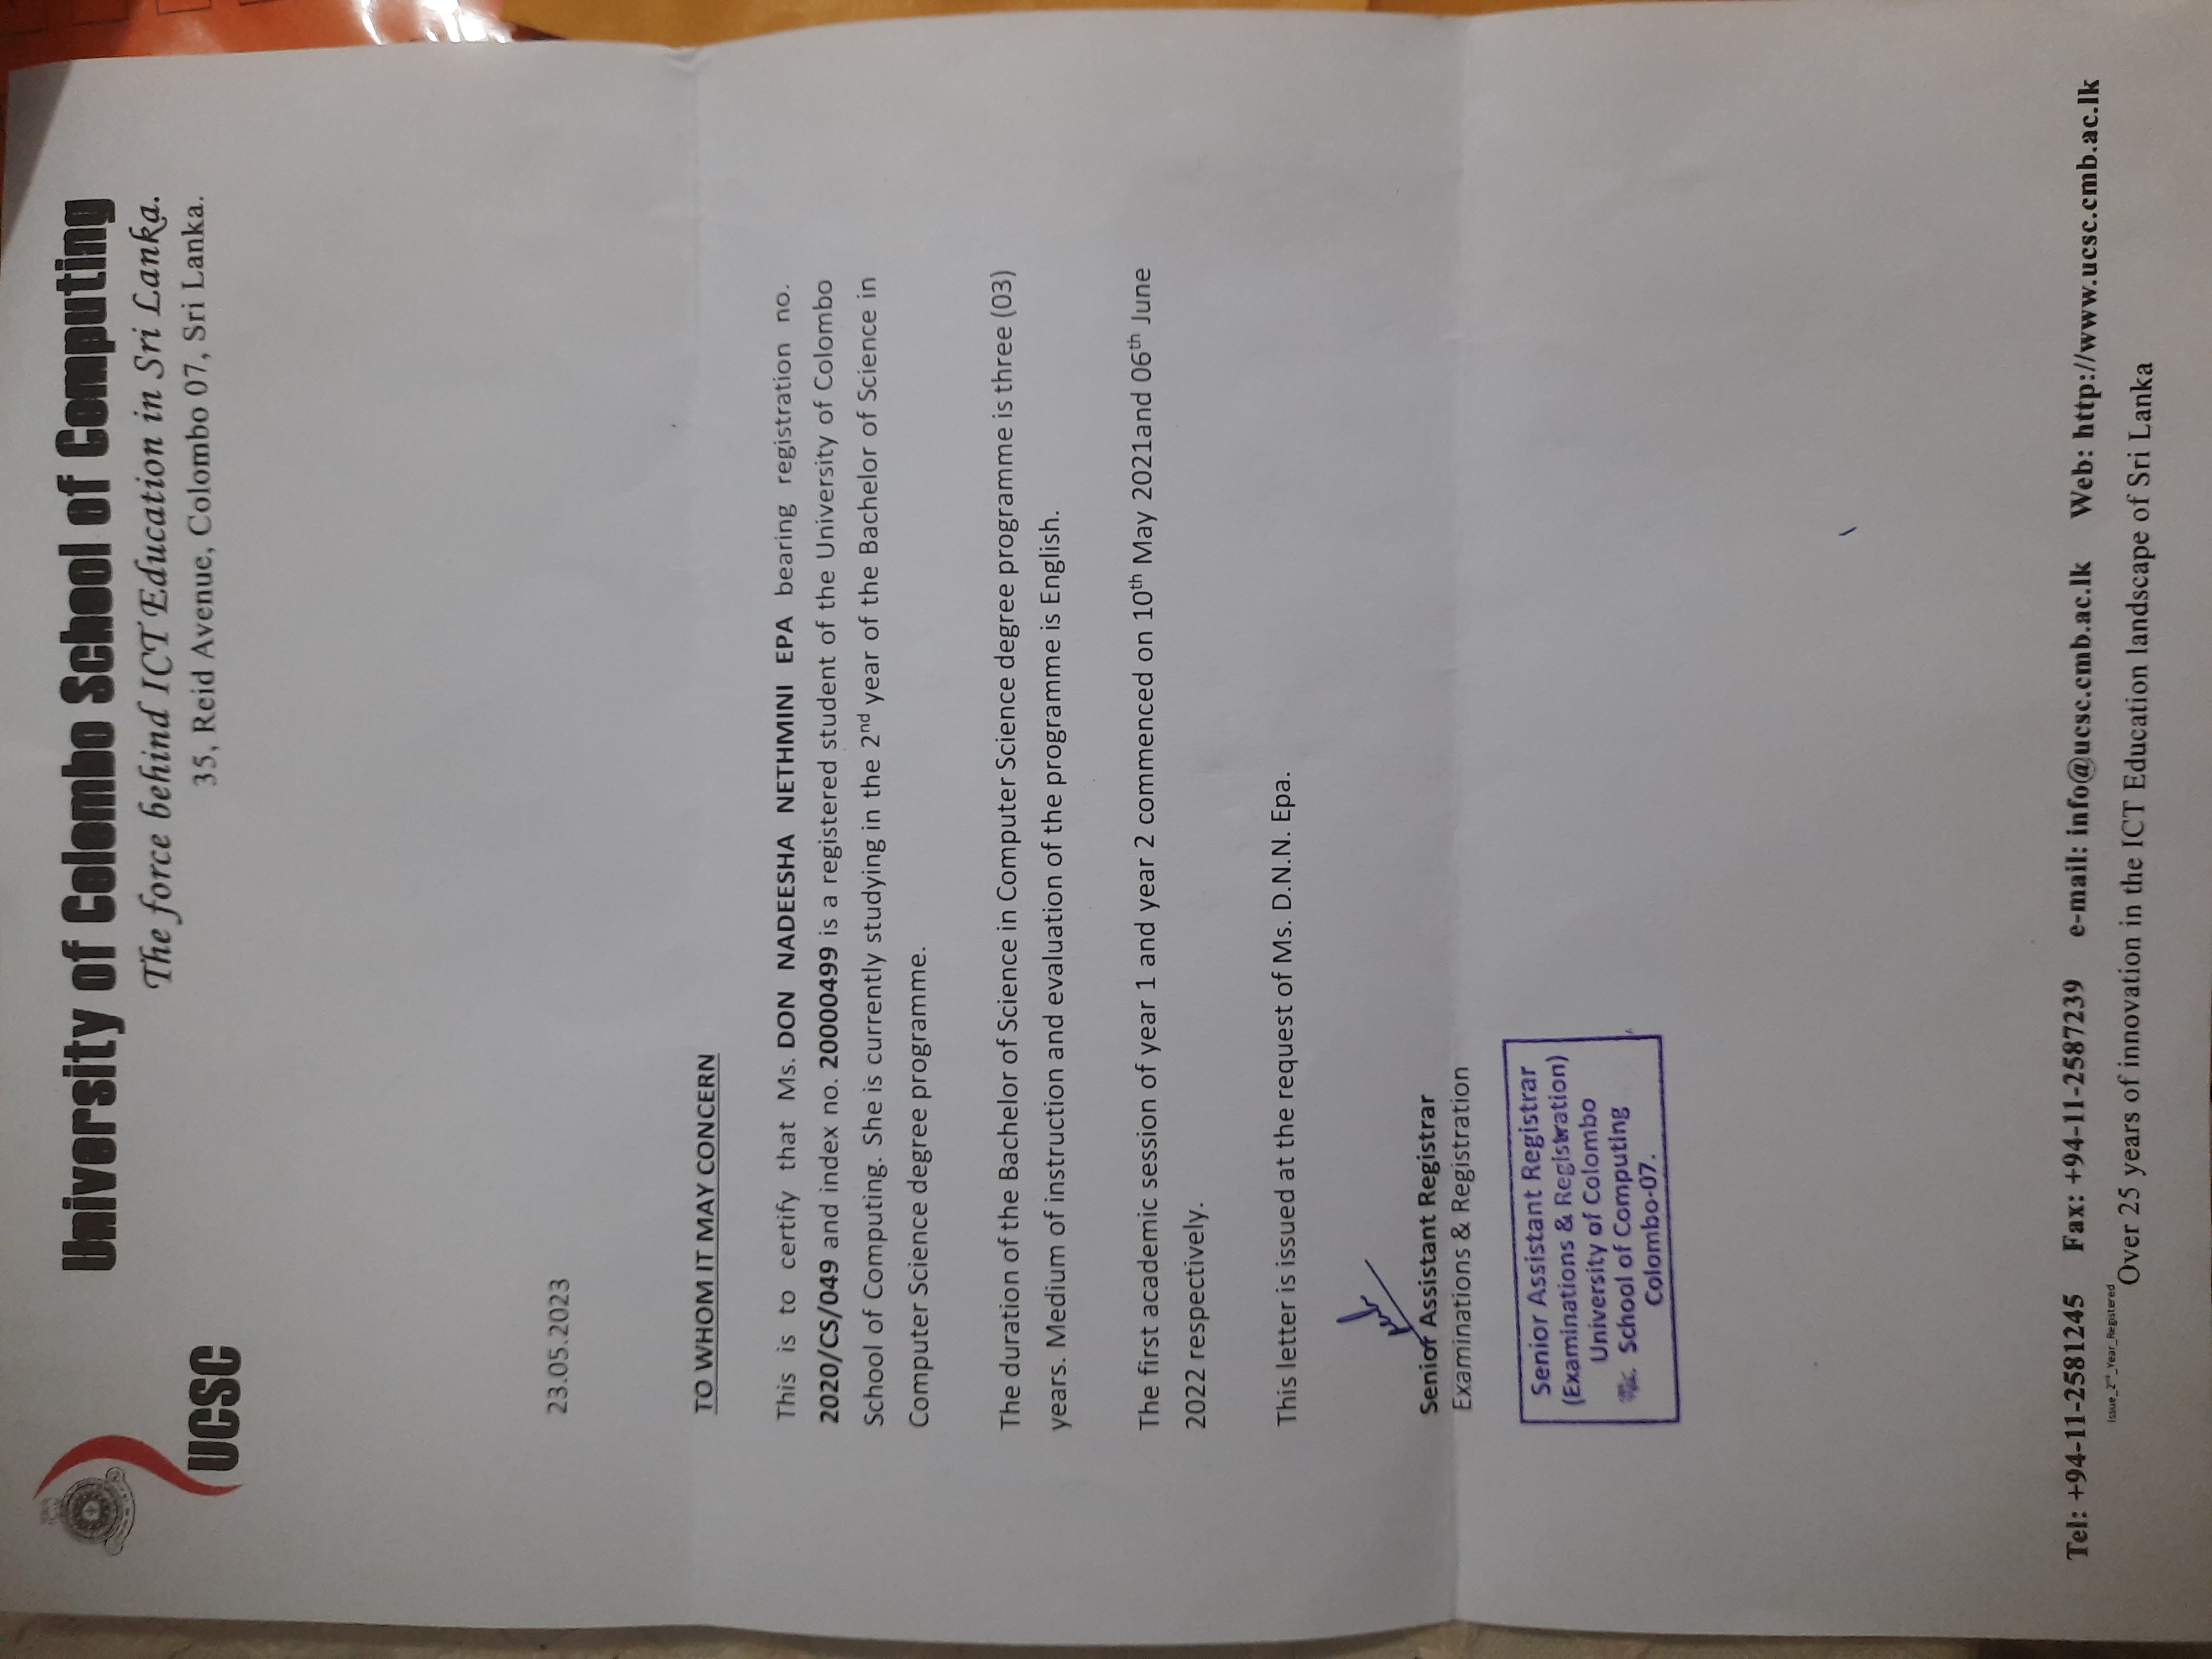 University of Colombo School of Computing
The force behind ICT Education in Sri Lanka.
35, Reid Avenue, Colombo 07, Sri Lanka.
UCSC
23.05.2023
TO WHOM IT MAY CONCERN
This is to certify that Ms. DON NADEESHA NETHMINI EPA bearing registration no.
2020/CS/049 and index no. 20000499 is a registered student of the University of Colombo
School of Computing. She is currently studying in the 2nd year of the Bachelor of Science in
Computer Science degree programme.
The duration of the Bachelor of Science in Computer Science degree programme is three (03)
years. Medium of instruction and evaluation of the programme is English.
The first academic session of year 1 and year 2 commenced on 10th May 2021and 06th June
2022 respectively.
This letter is issued at the request of Ms. D.N.N. Epa.
Senior Assistant Registrar
Examinations & Registration
Senior Assistant Registrar
(Examinations & Registration)
University of Colombo
School of Computing
Colombo-07.
Tel: +94-11-2581245 Fax: +94-11-2587239 e-mail: info@ucsc.cmb.ac.lk Web: http://www.ucsc.cmb.ac.lk
Issue_2nd_Year_Registered
Over 25 years of innovation in the ICT Education landscape of Sri Lanka